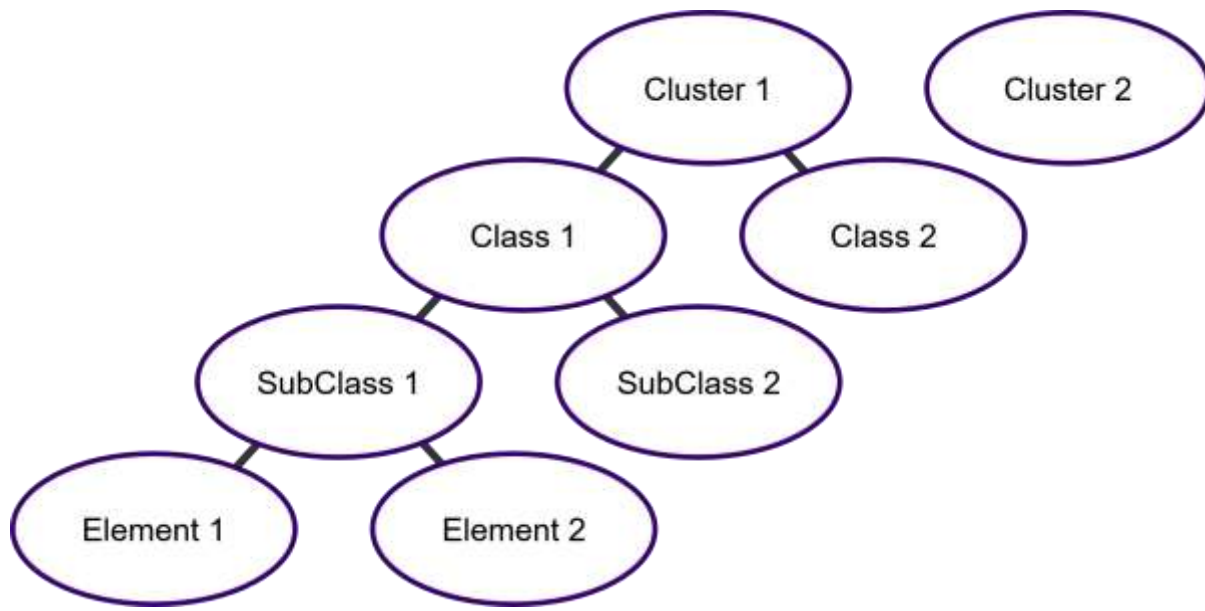 Cluster 1
Cluster 2
Class 1
Class 2
SubClass 1
SubClass 2
Element 1
Element 2